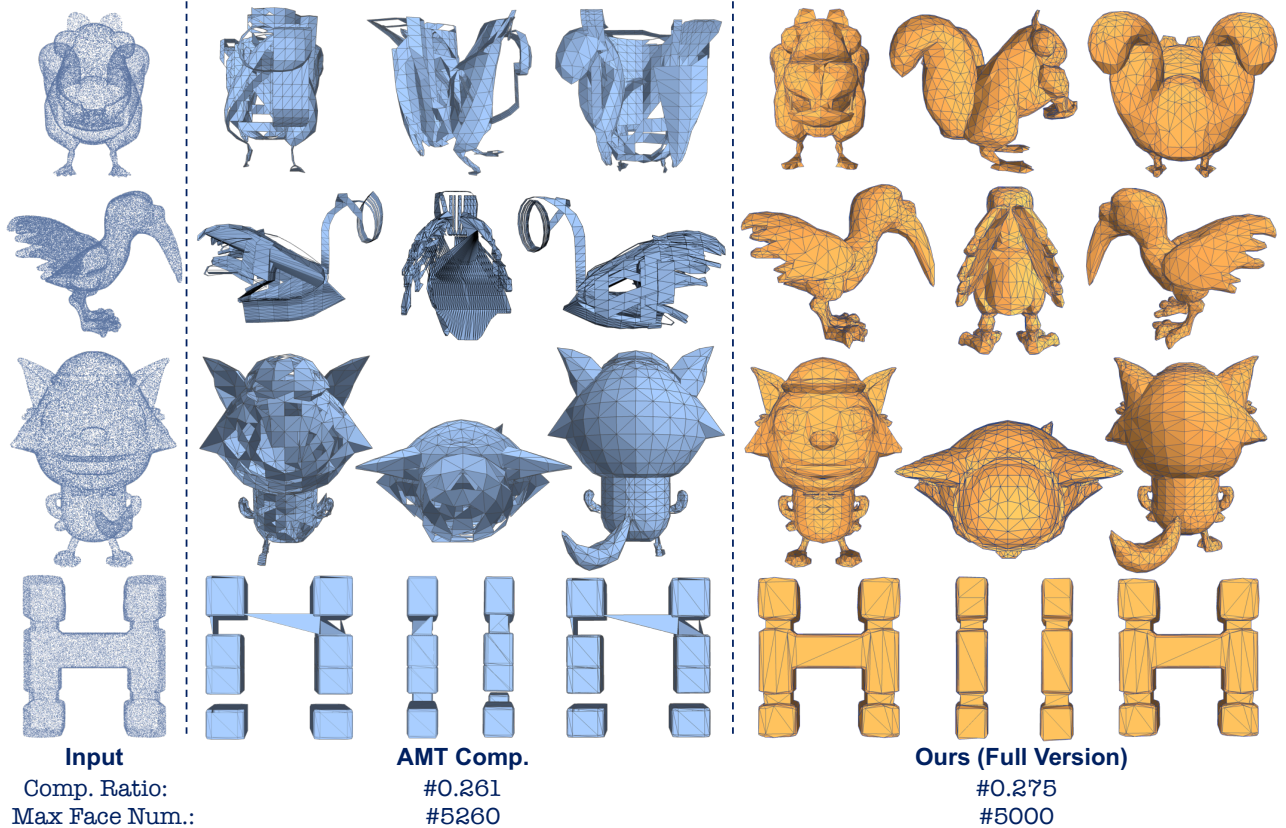 Input AMT Comp. Ours (Full Version)
Comp. Ratio: #0.261 #0.275
Max Face Num.: #5260 #5000